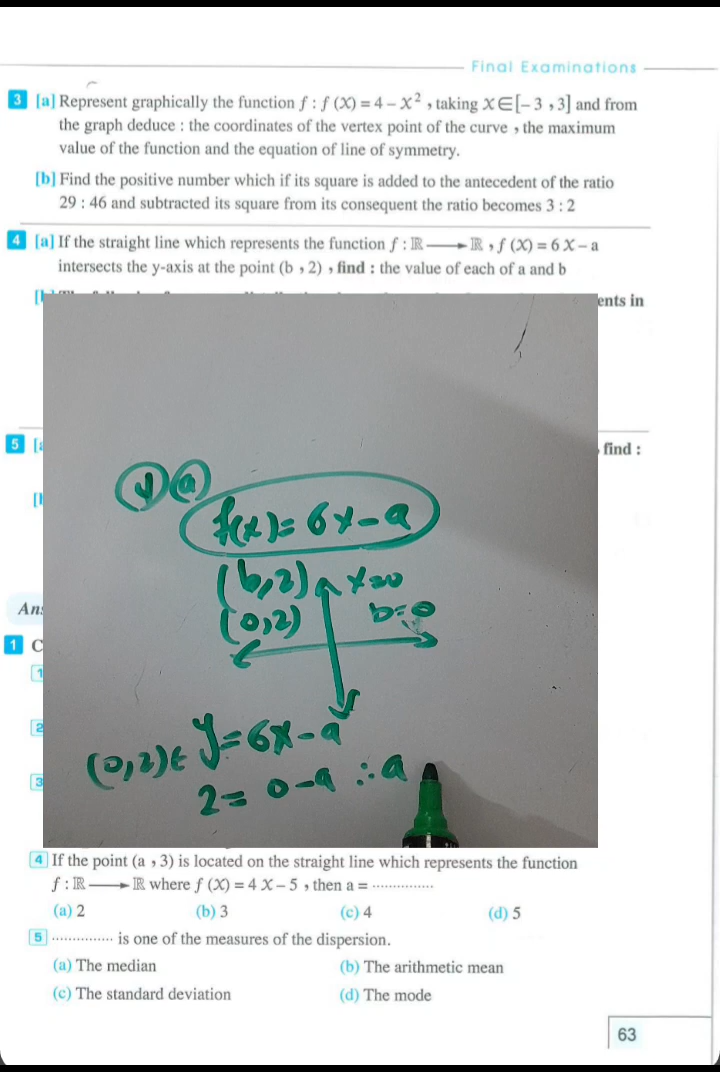 Final Examinations
3 [a] Represent graphically the function f : f (X) = 4 – X² , taking X ∈ [– 3 , 3] and from
the graph deduce : the coordinates of the vertex point of the curve , the maximum
value of the function and the equation of line of symmetry.
[b] Find the positive number which if its square is added to the antecedent of the ratio
29 : 46 and subtracted its square from its consequent the ratio becomes 3 : 2
4 [a] If the straight line which represents the function f : ℝ ⟶ ℝ , f (X) = 6 X – a
intersects the y-axis at the point (b , 2) , find : the value of each of a and b
ents in
5
find :
(a)
f(x) = 6x – a
(b,2) x=0
(0,2) b=0
y = 6x – a
(0,2) ∈
2 = 0 – a ∴ a
1 C
1
2
3
4 If the point (a , 3) is located on the straight line which represents the function
f : ℝ ⟶ ℝ where f (X) = 4 X – 5 , then a = ...............
(a) 2 (b) 3 (c) 4 (d) 5
5 ............... is one of the measures of the dispersion.
(a) The median (b) The arithmetic mean
(c) The standard deviation (d) The mode
63